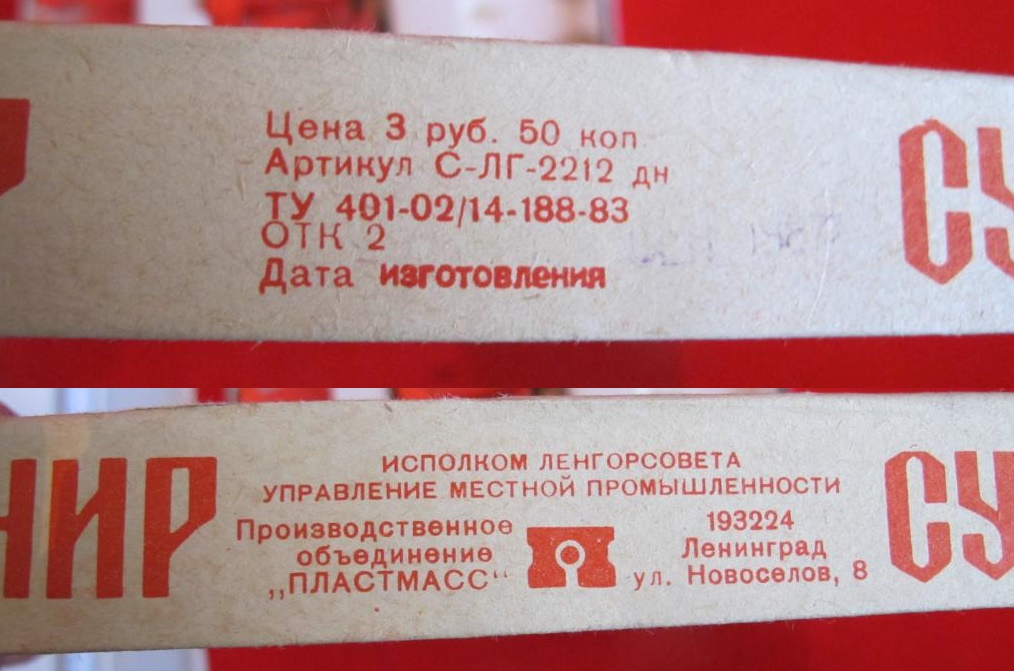 Цена 3 руб. 50 коп.
Артикул С-ЛГ-2212 дн
ТУ 401-02/14-188-83
ОТК 2
Дата изготовления
СУ
НИР
ИСПОЛКОМ ЛЕНГОРСОВЕТА
УПРАВЛЕНИЕ МЕСТНОЙ ПРОМЫШЛЕННОСТИ
Производственное
объединение
„ПЛАСТМАСС“
193224
Ленинград
ул. Новоселов, 8
СУ